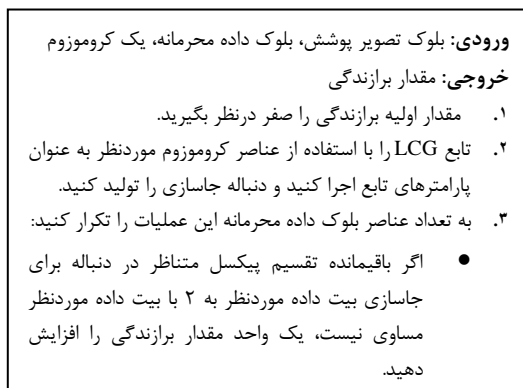 ورودی: بلوک تصویر پوشش، بلوک داده محرمانه، یک کروموزوم
خروجی: مقدار برازندگی
۱. مقدار اولیه برازندگی را صفر درنظر بگیرید.
۲. تابع LCG را با استفاده از عناصر کروموزوم موردنظر به عنوان
پارامترهای تابع اجرا کنید و دنباله جاسازی را تولید کنید.
۳. به تعداد عناصر بلوک داده محرمانه این عملیات را تکرار کنید:
● اگر باقیمانده تقسیم پیکسل متناظر در دنباله برای
جاسازی بیت داده موردنظر به ۲ با بیت داده موردنظر
مساوی نیست، یک واحد مقدار برازندگی را افزایش
دهید.